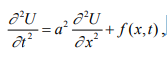 ∂²U/∂t² = a² ∂²U/∂x² + f(x,t),